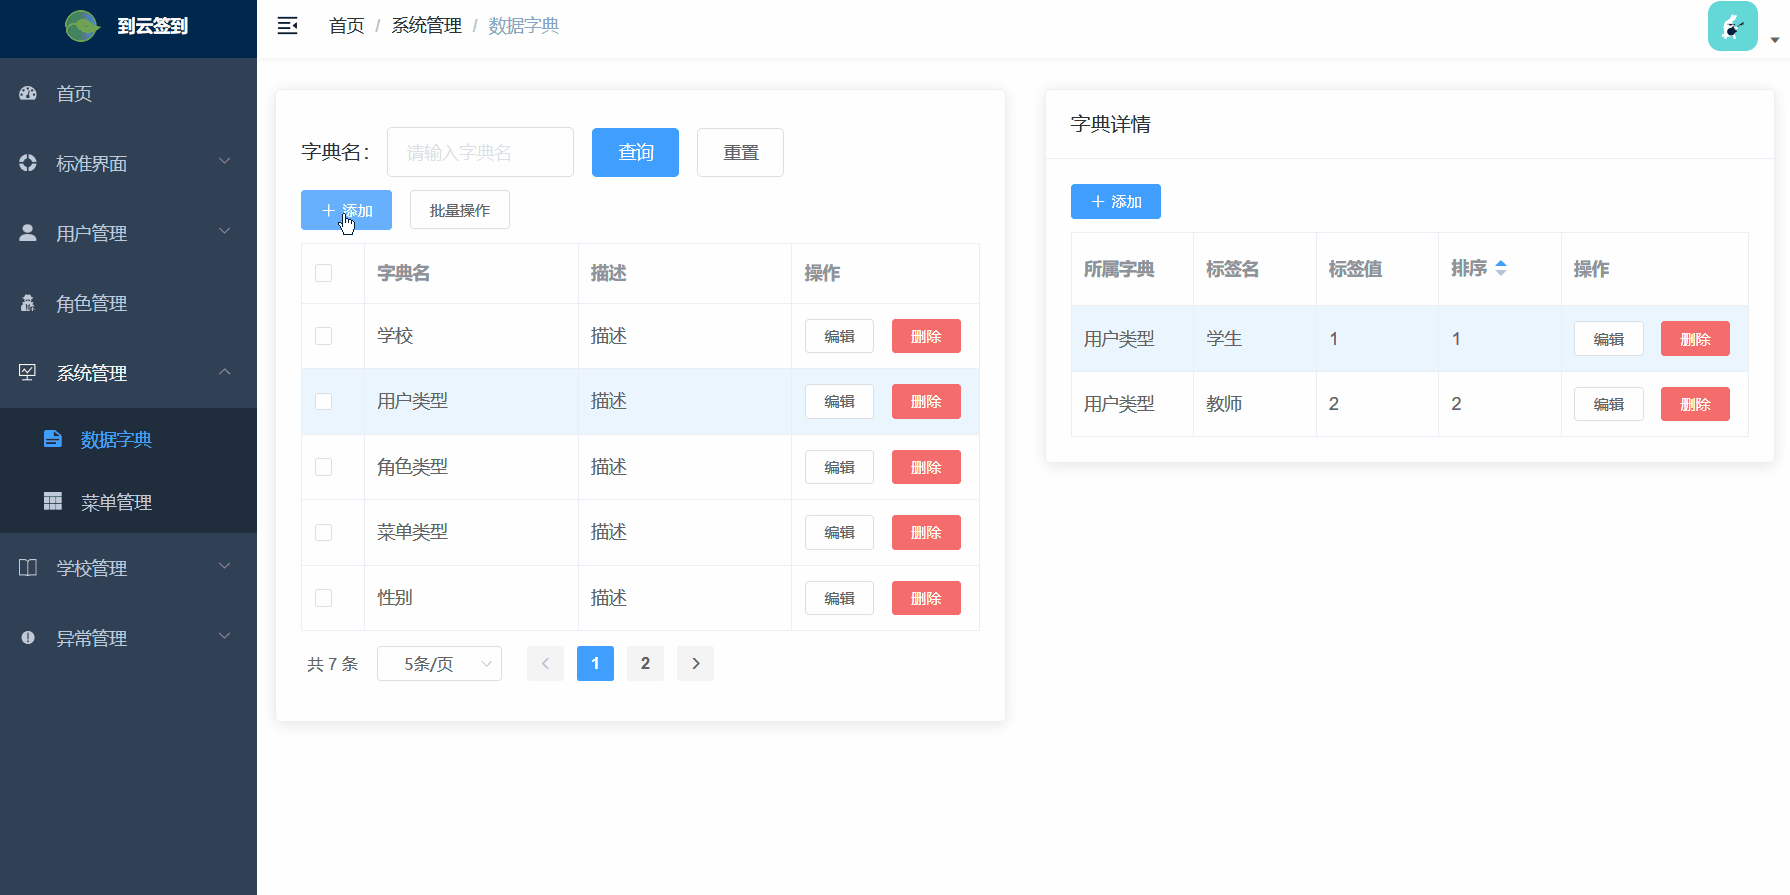 到云签到
首页 / 系统管理 / 数据字典
首页
标准界面
用户管理
角色管理
系统管理
数据字典
菜单管理
学校管理
异常管理
字典名： 请输入字典名 查询 重置
添加 批量操作
字典名 描述 操作
学校 描述 编辑 删除
用户类型 描述 编辑 删除
角色类型 描述 编辑 删除
菜单类型 描述 编辑 删除
性别 描述 编辑 删除
共 7 条 5条/页 1 2
字典详情
添加
所属字典 标签名 标签值 排序 操作
用户类型 学生 1 1 编辑 删除
用户类型 教师 2 2 编辑 删除